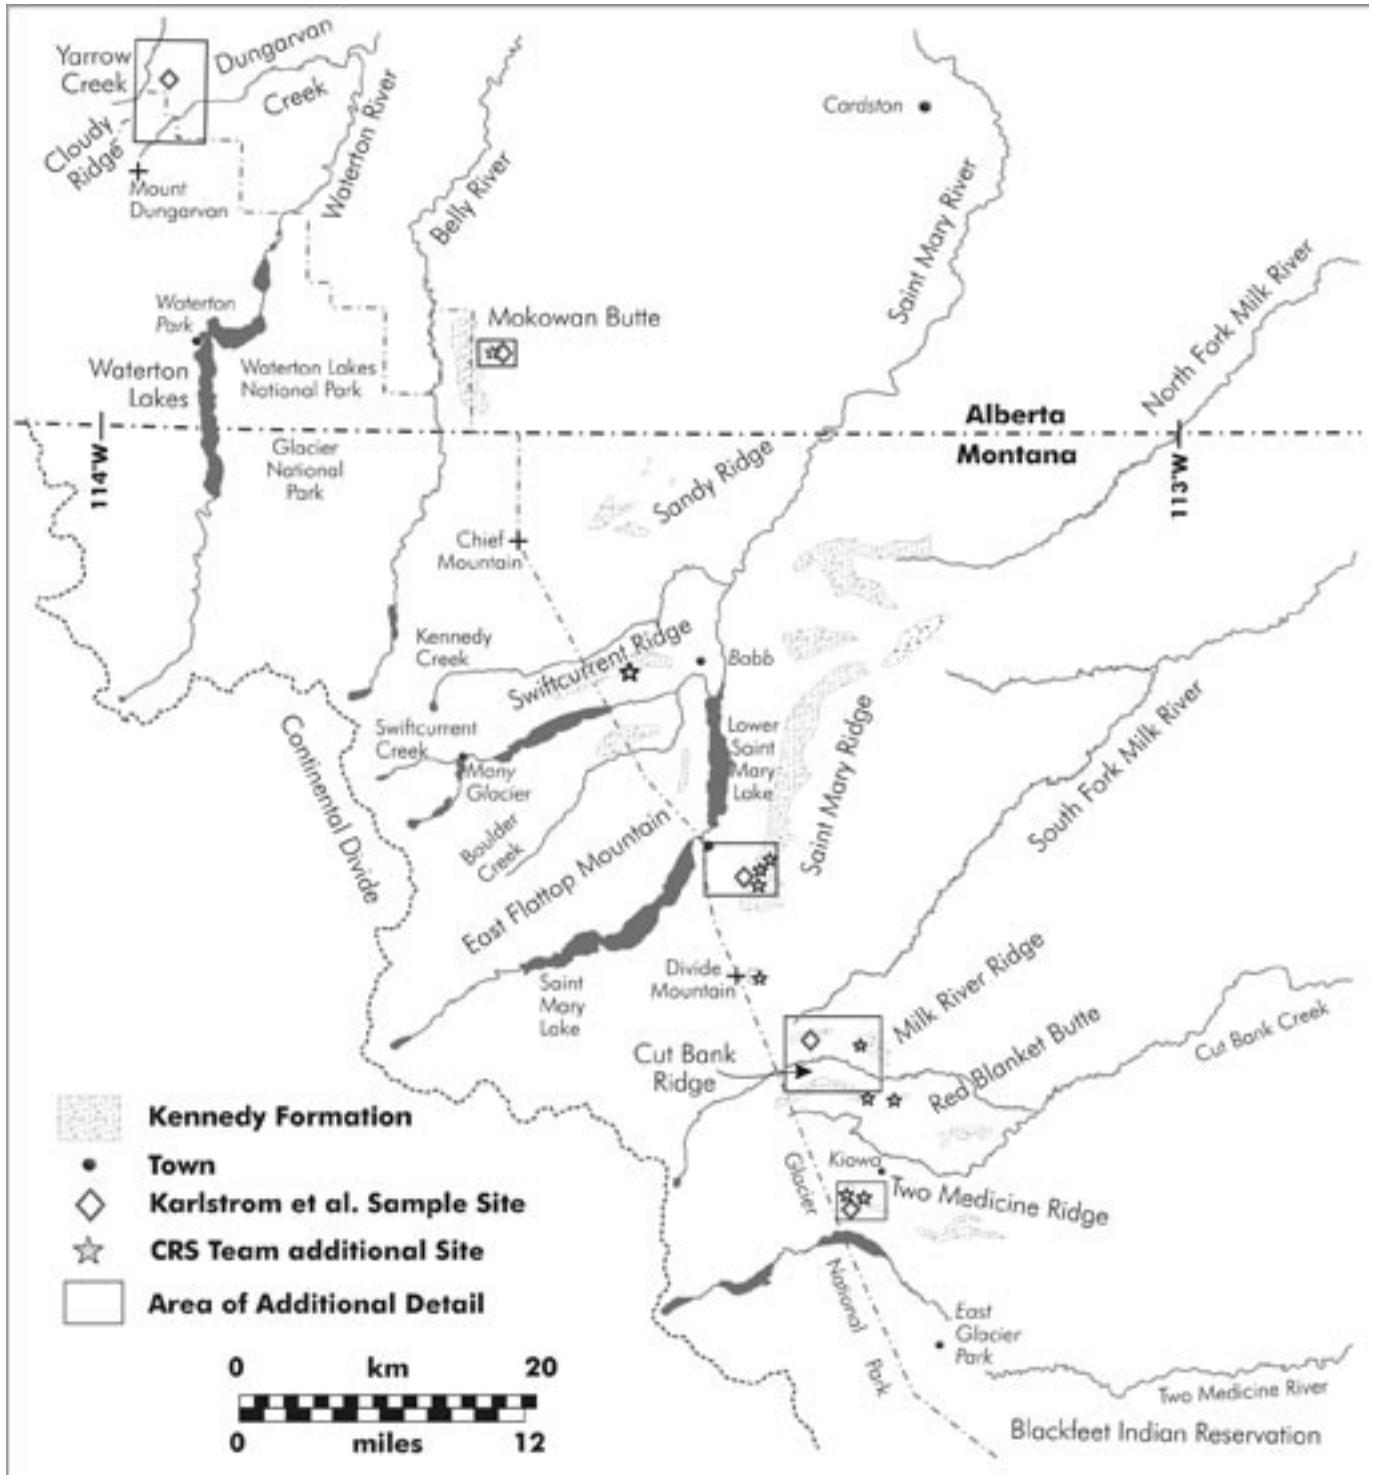 Yarrow
Creek
Dungarvan
Creek
Cloudy
Ridge
Mount
Dungarvan
Waterton River
Belly River
Cardston
Saint Mary River
North Fork Milk River
Waterton
Park
Waterton
Lakes
Waterton Lakes
National Park
Mokowan Butte
Alberta
Montana
114°W
113°W
Glacier
National
Park
Sandy Ridge
Chief
Mountain
Kennedy
Creek
Swiftcurrent Ridge
Babb
Swiftcurrent
Creek
Many
Glacier
Lower
Saint
Mary
Lake
Saint Mary Ridge
South Fork Milk River
Continental Divide
Boulder
Creek
East Flattop Mountain
Saint
Mary
Lake
Divide
Mountain
Milk River Ridge
Cut Bank
Ridge
Red Blanket Butte
Cut Bank Creek
Kiowa
Two Medicine Ridge
Glacier
National
Park
East
Glacier
Park
Two Medicine River
Blackfeet Indian Reservation
Kennedy Formation
Town
Karlstrom et al. Sample Site
CRS Team additional Site
Area of Additional Detail
0 km 20
0 miles 12